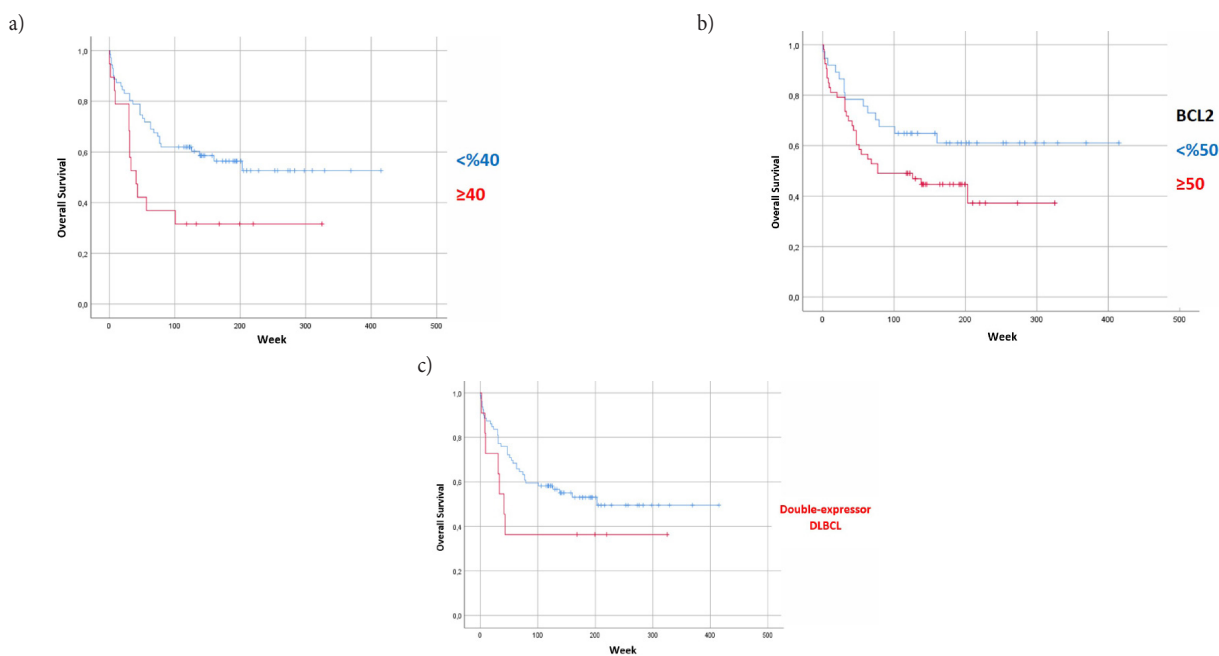 a)
Overall Survival
1,0
0,8
0,6
0,4
0,2
0,0
0 100 200 300 400 500
Week
<%40
≥40
b)
Overall Survival
1,0
0,8
0,6
0,4
0,2
0,0
0 100 200 300 400 500
Week
BCL2
<%50
≥50
c)
Overall Survival
1,0
0,8
0,6
0,4
0,2
0,0
0 100 200 300 400 500
Week
Double-expressor
DLBCL